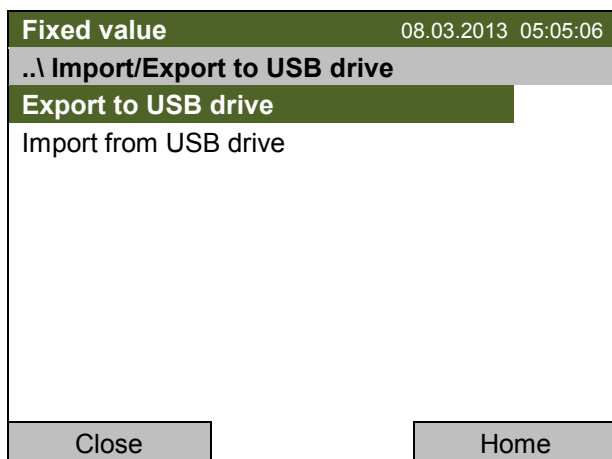 Fixed value 08.03.2013 05:05:06
..\ Import/Export to USB drive
Export to USB drive
Import from USB drive
Close Home